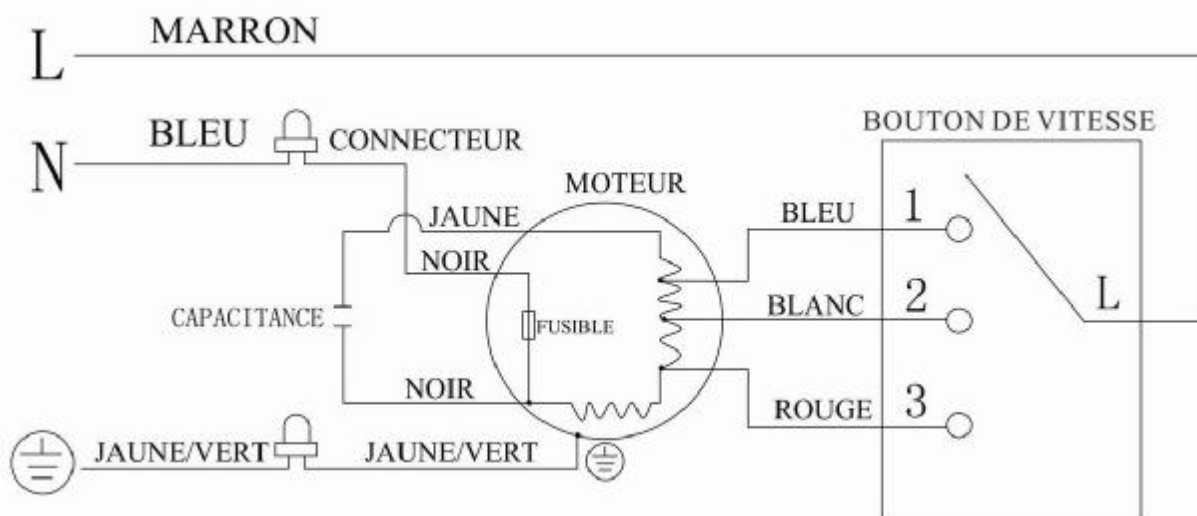 L MARRON
N BLEU CONNECTEUR
BOUTON DE VITESSE
MOTEUR
JAUNE
BLEU 1
NOIR
CAPACITANCE
FUSIBLE
BLANC 2 L
NOIR
ROUGE 3
JAUNE/VERT JAUNE/VERT